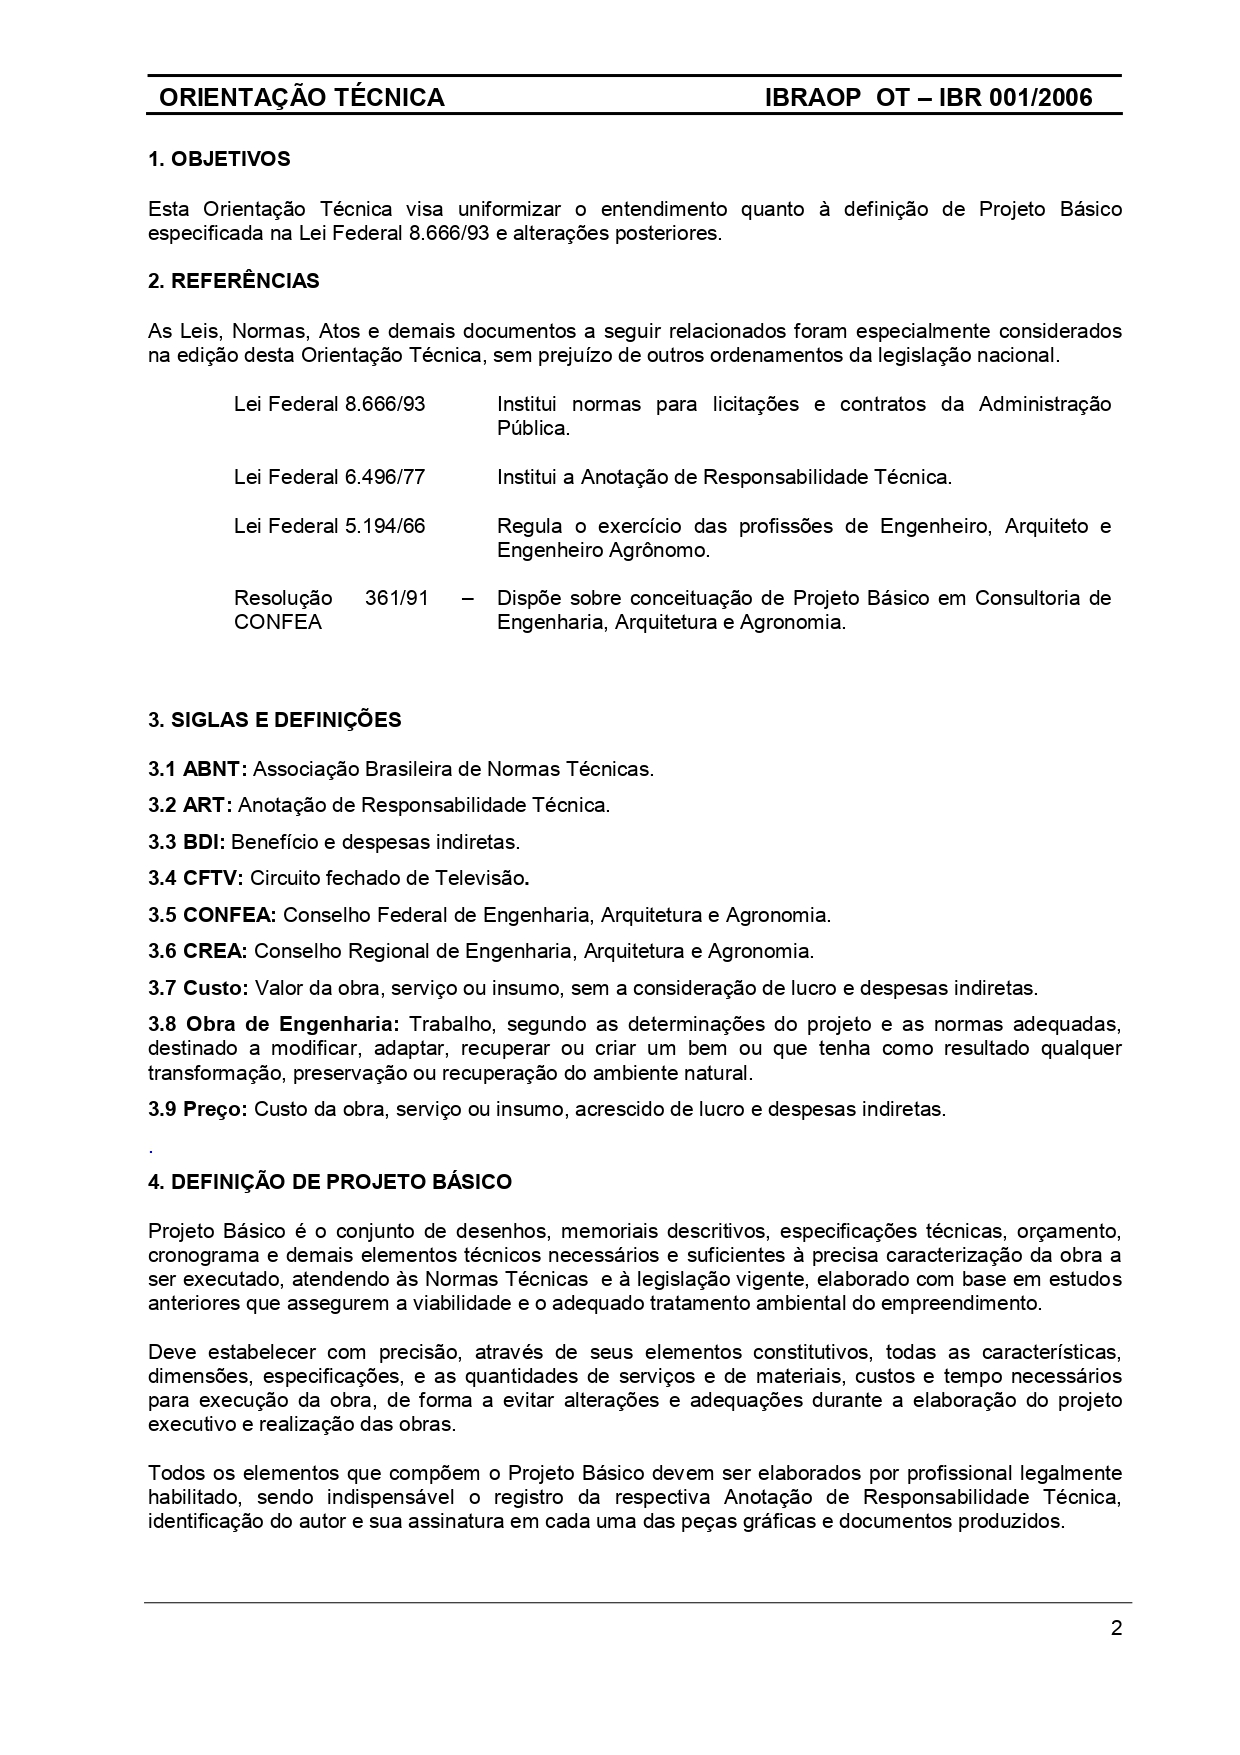 ORIENTAÇÃO TÉCNICA IBRAOP OT – IBR 001/2006
1. OBJETIVOS
Esta Orientação Técnica visa uniformizar o entendimento quanto à definição de Projeto Básico
especificada na Lei Federal 8.666/93 e alterações posteriores.
2. REFERÊNCIAS
As Leis, Normas, Atos e demais documentos a seguir relacionados foram especialmente considerados
na edição desta Orientação Técnica, sem prejuízo de outros ordenamentos da legislação nacional.
Lei Federal 8.666/93 Institui normas para licitações e contratos da Administração
Pública.
Lei Federal 6.496/77 Institui a Anotação de Responsabilidade Técnica.
Lei Federal 5.194/66 Regula o exercício das profissões de Engenheiro, Arquiteto e
Engenheiro Agrônomo.
Resolução 361/91 – Dispõe sobre conceituação de Projeto Básico em Consultoria de
CONFEA Engenharia, Arquitetura e Agronomia.
3. SIGLAS E DEFINIÇÕES
3.1 ABNT: Associação Brasileira de Normas Técnicas.
3.2 ART: Anotação de Responsabilidade Técnica.
3.3 BDI: Benefício e despesas indiretas.
3.4 CFTV: Circuito fechado de Televisão.
3.5 CONFEA: Conselho Federal de Engenharia, Arquitetura e Agronomia.
3.6 CREA: Conselho Regional de Engenharia, Arquitetura e Agronomia.
3.7 Custo: Valor da obra, serviço ou insumo, sem a consideração de lucro e despesas indiretas.
3.8 Obra de Engenharia: Trabalho, segundo as determinações do projeto e as normas adequadas,
destinado a modificar, adaptar, recuperar ou criar um bem ou que tenha como resultado qualquer
transformação, preservação ou recuperação do ambiente natural.
3.9 Preço: Custo da obra, serviço ou insumo, acrescido de lucro e despesas indiretas.
.
4. DEFINIÇÃO DE PROJETO BÁSICO
Projeto Básico é o conjunto de desenhos, memoriais descritivos, especificações técnicas, orçamento,
cronograma e demais elementos técnicos necessários e suficientes à precisa caracterização da obra a
ser executado, atendendo às Normas Técnicas e à legislação vigente, elaborado com base em estudos
anteriores que assegurem a viabilidade e o adequado tratamento ambiental do empreendimento.
Deve estabelecer com precisão, através de seus elementos constitutivos, todas as características,
dimensões, especificações, e as quantidades de serviços e de materiais, custos e tempo necessários
para execução da obra, de forma a evitar alterações e adequações durante a elaboração do projeto
executivo e realização das obras.
Todos os elementos que compõem o Projeto Básico devem ser elaborados por profissional legalmente
habilitado, sendo indispensável o registro da respectiva Anotação de Responsabilidade Técnica,
identificação do autor e sua assinatura em cada uma das peças gráficas e documentos produzidos.
2